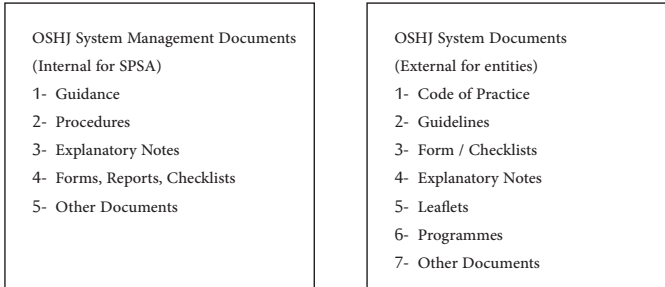 OSHJ System Management Documents
(Internal for SPSA)
1- Guidance
2- Procedures
3- Explanatory Notes
4- Forms, Reports, Checklists
5- Other Documents
OSHJ System Documents
(External for entities)
1- Code of Practice
2- Guidelines
3- Form / Checklists
4- Explanatory Notes
5- Leaflets
6- Programmes
7- Other Documents